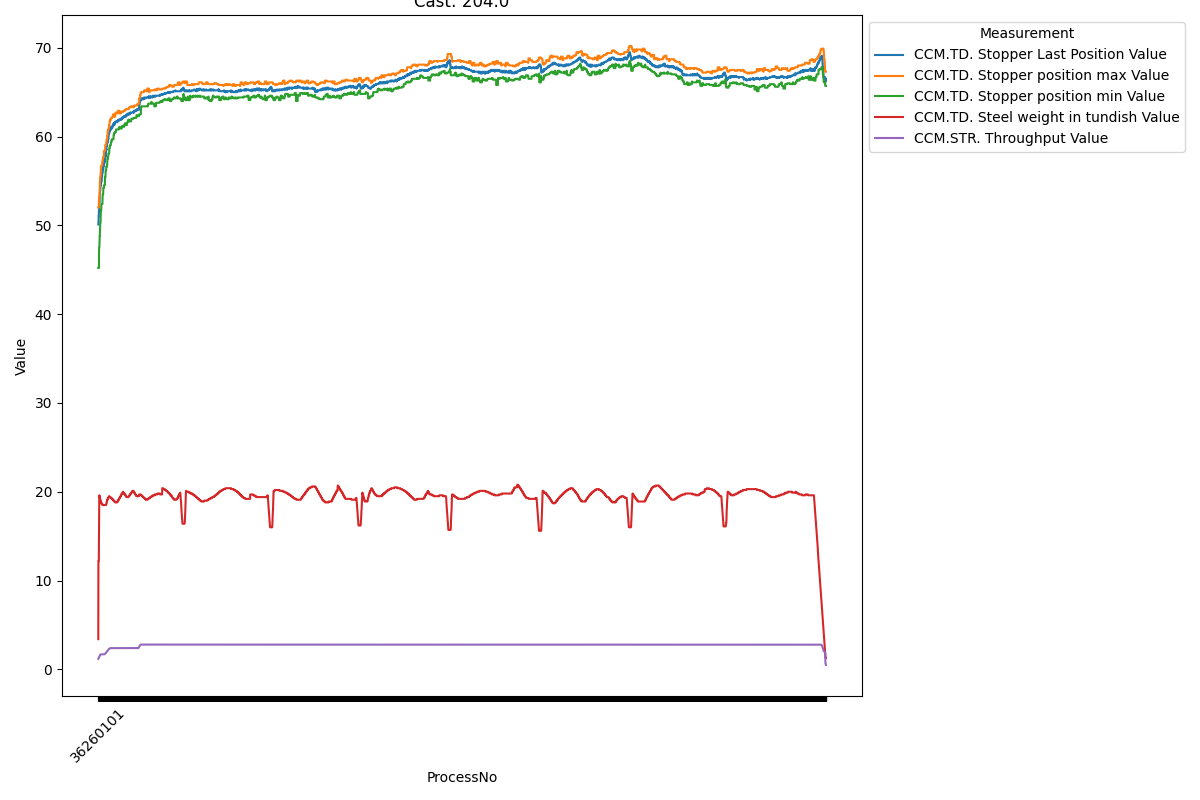 Cast: 204.0
Measurement
CCM.TD. Stopper Last Position Value
CCM.TD. Stopper position max Value
CCM.TD. Stopper position min Value
CCM.TD. Steel weight in tundish Value
CCM.STR. Throughput Value
70
60
50
40
30
20
10
0
Value
36260101
ProcessNo